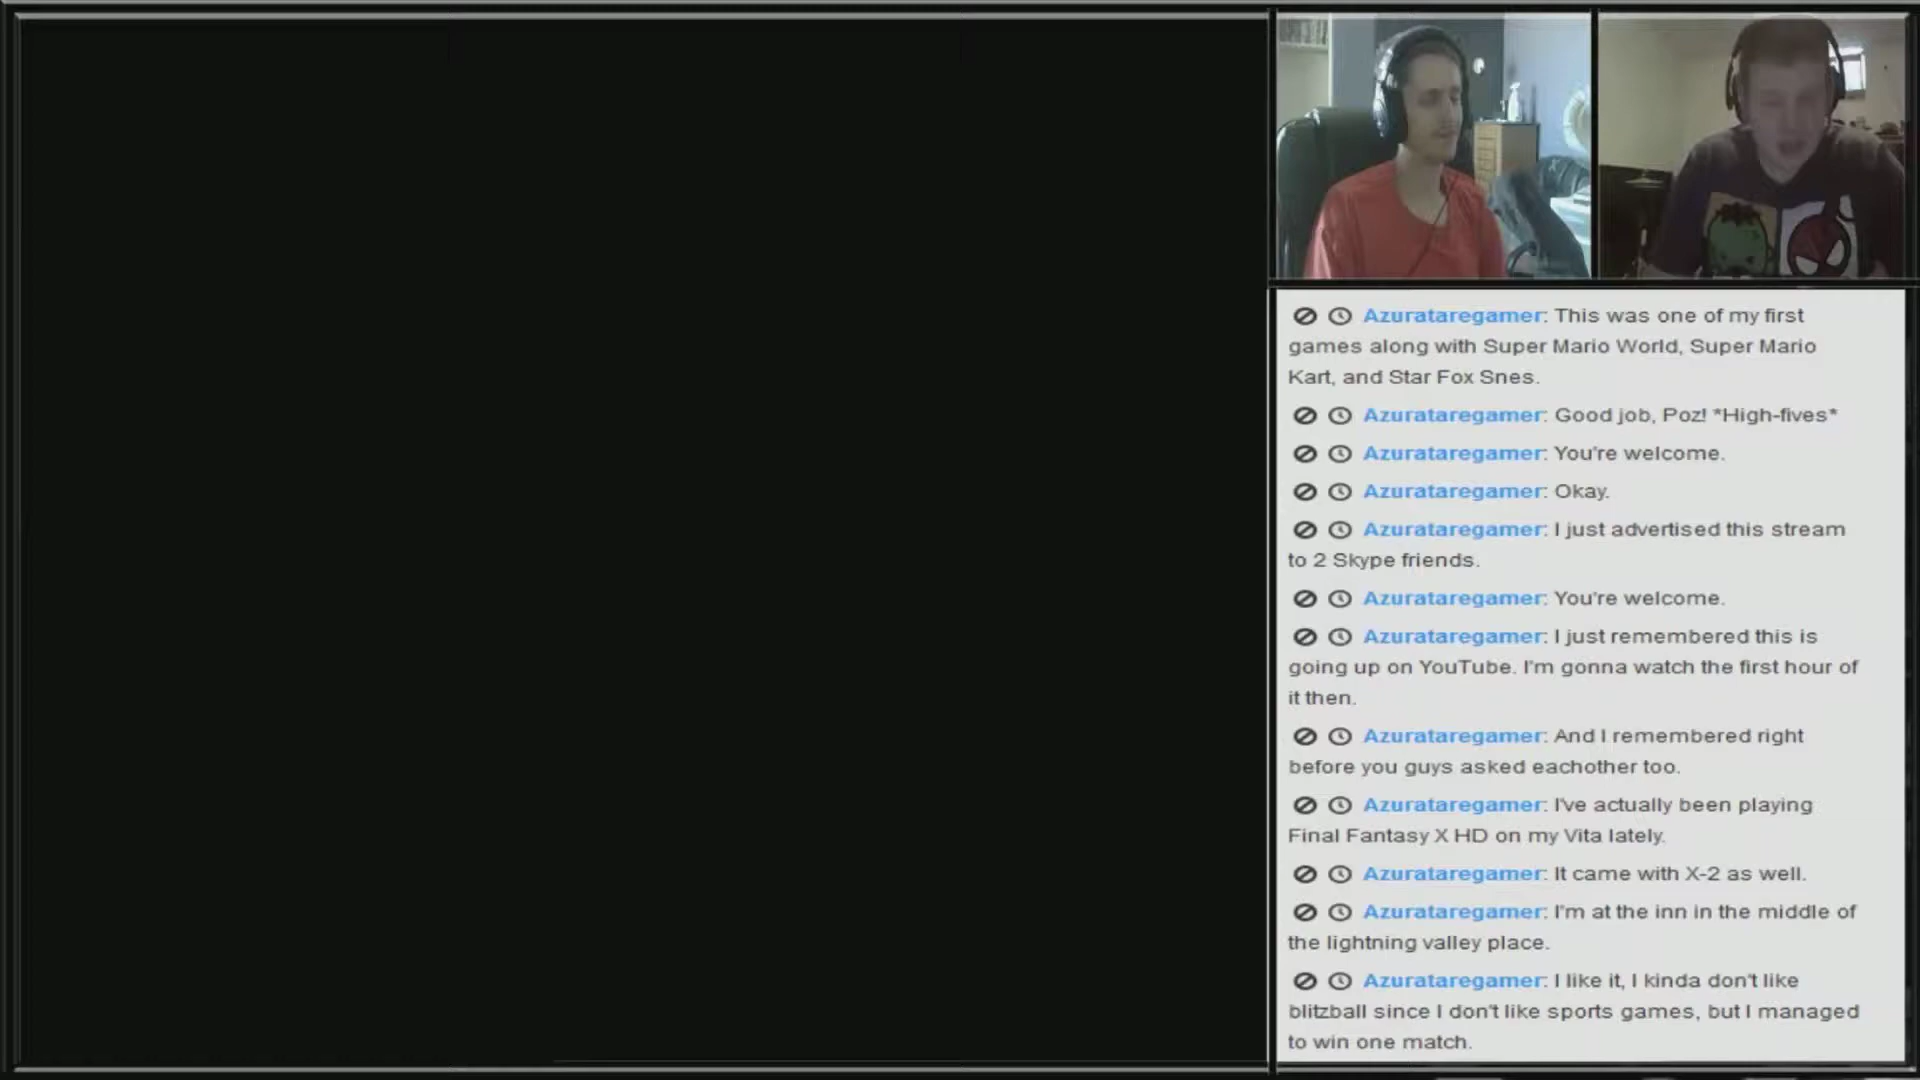 Azurataregamer: This was one of my first
games along with Super Mario World, Super Mario
Kart, and Star Fox Snes.
Azurataregamer: Good job, Poz! *High-fives*
Azurataregamer: You're welcome.
Azurataregamer: Okay.
Azurataregamer: I just advertised this stream
to 2 Skype friends.
Azurataregamer: You're welcome.
Azurataregamer: I just remembered this is
going up on YouTube. I'm gonna watch the first hour of
it then.
Azurataregamer: And I remembered right
before you guys asked eachother too.
Azurataregamer: I've actually been playing
Final Fantasy X HD on my Vita lately.
Azurataregamer: It came with X-2 as well.
Azurataregamer: I'm at the inn in the middle of
the lightning valley place.
Azurataregamer: I like it, I kinda don't like
blitzball since I don't like sports games, but I managed
to win one match.